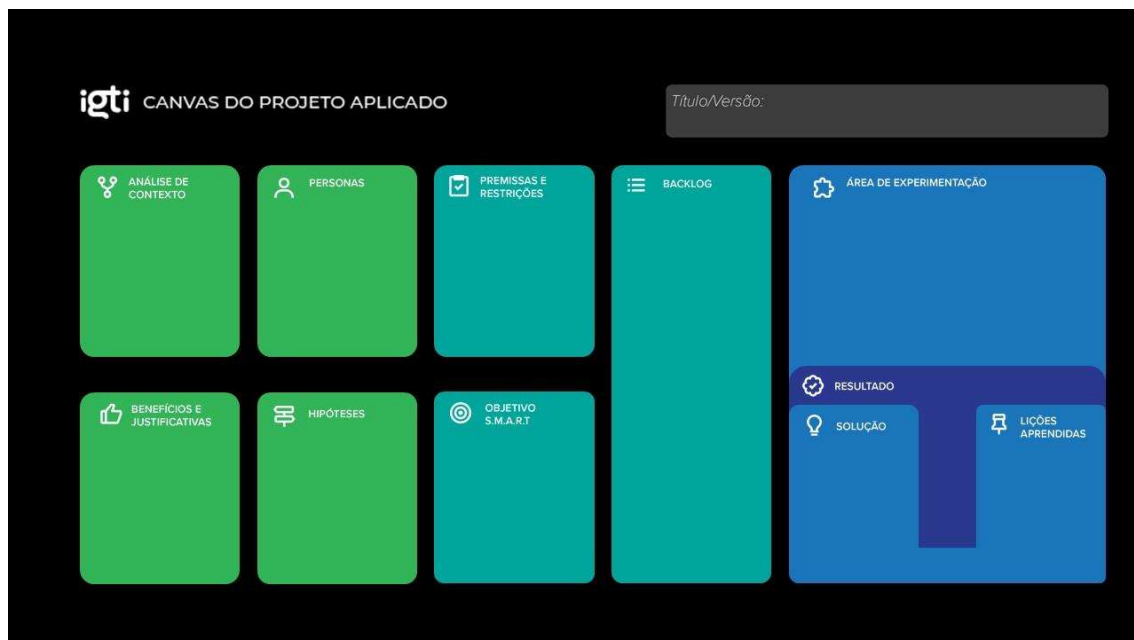 igti CANVAS DO PROJETO APLICADO
Título/Versão:
ANÁLISE DE
CONTEXTO
PERSONAS
PREMISSAS E
RESTRIÇÕES
BACKLOG
ÁREA DE EXPERIMENTAÇÃO
BENEFÍCIOS E
JUSTIFICATIVAS
HIPÓTESES
OBJETIVO
S.M.A.R.T
RESULTADO
SOLUÇÃO
LIÇÕES
APRENDIDAS